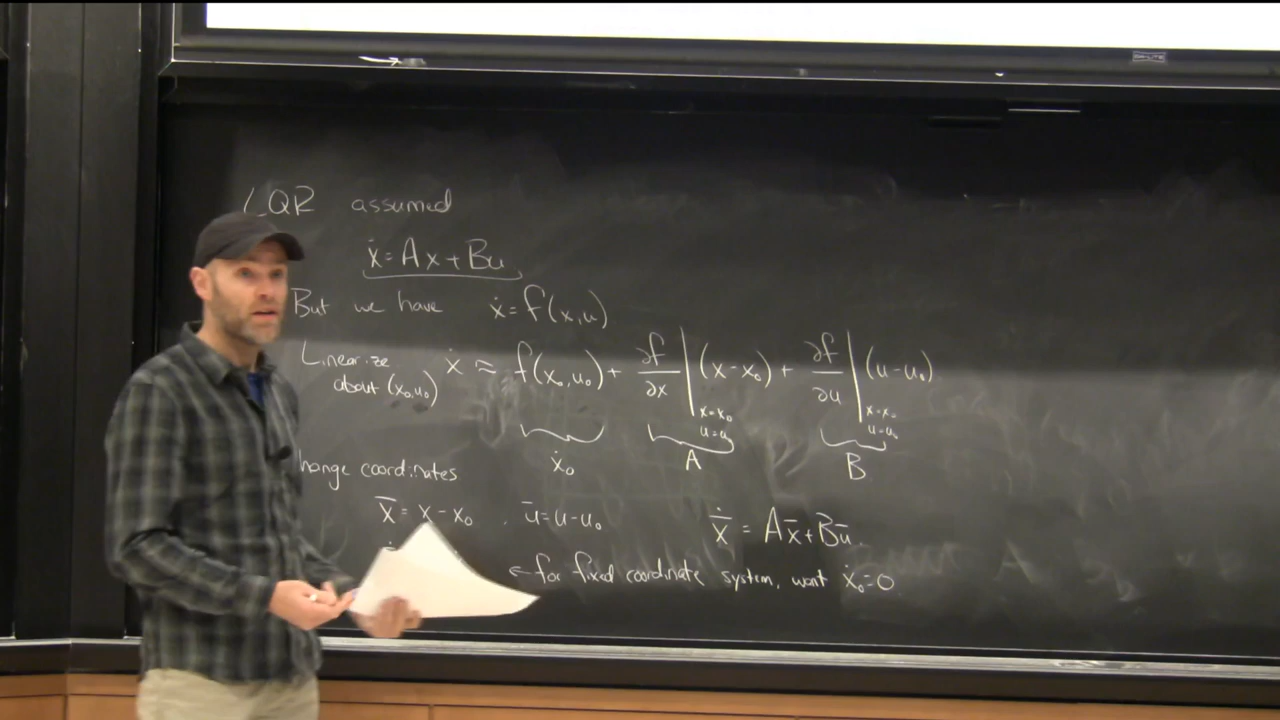 LQR assumed
ẋ = Ax + Bu
But we have ẋ = f(x,u)
Linearize about (x₀,u₀) ẋ ≈ f(x₀,u₀) + ∂f/∂x |ₓ₌ₓ₀ (x-x₀) + ∂f/∂u | (u-u₀)
x=x₀ x=x₀
u=u₀ u=u₀
ẋ₀ A B
hange coordinates
x̄ = x - x₀ , ū = u - u₀ x̄̇ = Ax̄ + Bū.
← for fixed coordinate system, want ẋ₀=0.